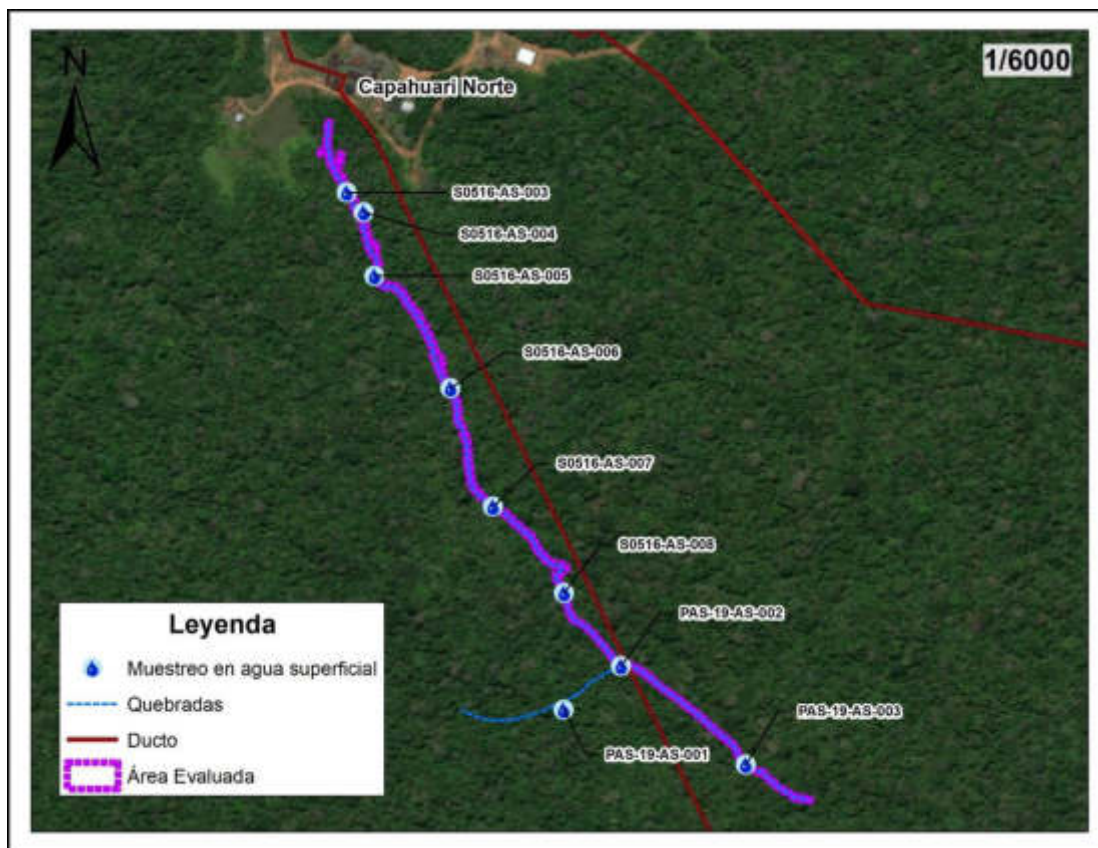 N
1/6000
Capahuari Norte
S0516-AS-003
S0516-AS-004
S0516-AS-005
S0516-AS-006
S0516-AS-007
S0516-AS-008
PAS-19-AS-002
PAS-19-AS-003
PAS-19-AS-001
Leyenda
Muestreo en agua superficial
Quebradas
Ducto
Área Evaluada